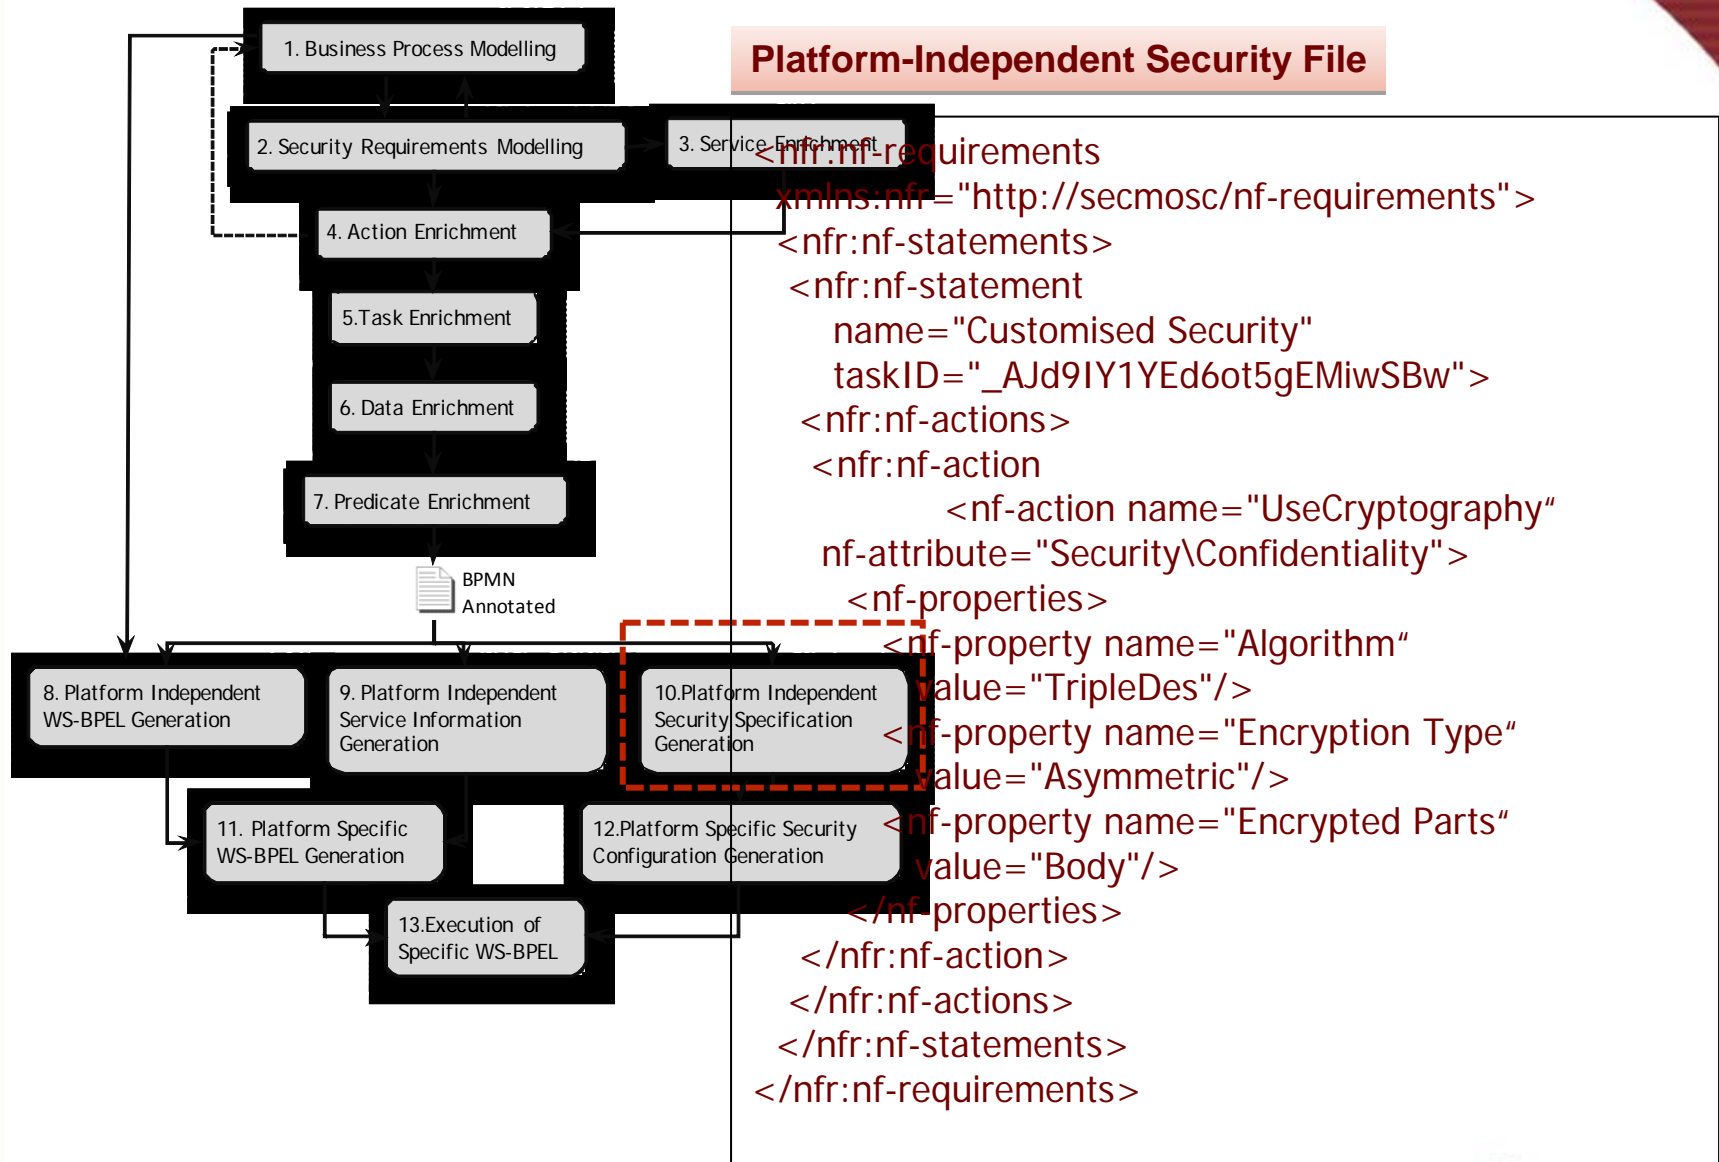 Platform-Independent Security File
1. Business Process Modelling
2. Security Requirements Modelling
3. Service Enrichment
4. Action Enrichment
5.Task Enrichment
6. Data Enrichment
7. Predicate Enrichment
BPMN
Annotated
8. Platform Independent
WS-BPEL Generation
9. Platform Independent
Service Information
Generation
10.Platform Independent
Security Specification
Generation
11. Platform Specific
WS-BPEL Generation
12.Platform Specific Security
Configuration Generation
13.Execution of
Specific WS-BPEL
<nfr:nf-requirements
xmlns:nfr="http://secmosc/nf-requirements">
<nfr:nf-statements>
<nfr:nf-statement
name="Customised Security"
taskID="_AJd9IY1YEd6ot5gEMiwSBw">
<nfr:nf-actions>
<nfr:nf-action
<nf-action name="UseCryptography“
nf-attribute="Security\Confidentiality">
<nf-properties>
<nf-property name="Algorithm“
value="TripleDes"/>
<nf-property name="Encryption Type“
value="Asymmetric"/>
<nf-property name="Encrypted Parts“
value="Body"/>
</nf-properties>
</nfr:nf-action>
</nfr:nf-actions>
</nfr:nf-statements>
</nfr:nf-requirements>